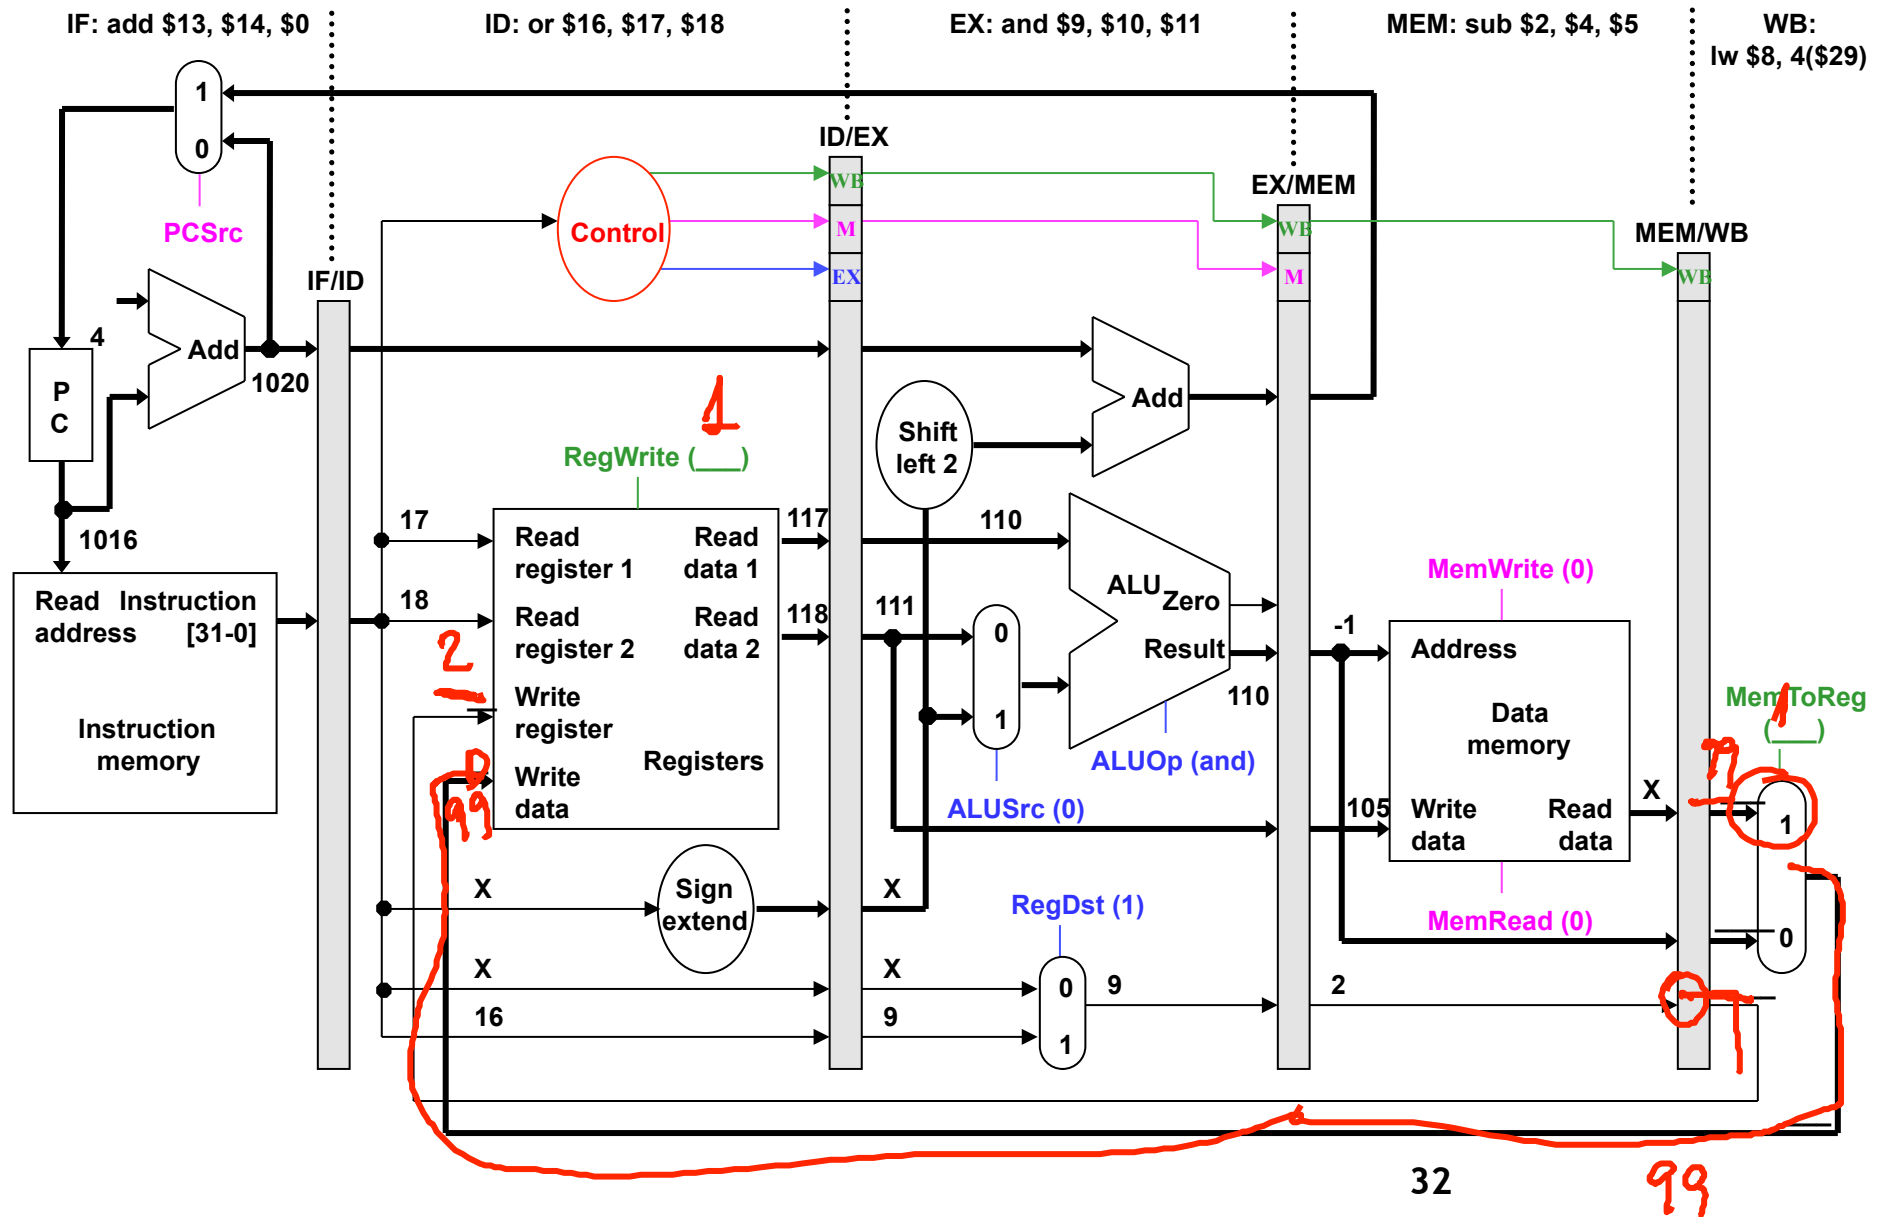 IF: add $13, $14, $0
ID: or $16, $17, $18
EX: and $9, $10, $11
MEM: sub $2, $4, $5
WB:
lw $8, 4($29)
1
0
PCSrc
ID/EX
WB
M
EX
Control
EX/MEM
WB
M
MEM/WB
WB
IF/ID
4
Add
1020
P
C
1016
Add
Shift
left 2
1
RegWrite (___)
17
18
2
Read
register 1
Read
data 1
Read
register 2
Read
data 2
Write
register
Write
data
Registers
99
117
118
110
111
0
1
ALU
Zero
Result
110
ALUOp (and)
ALUSrc (0)
Read
address
Instruction
[31-0]
Instruction
memory
MemWrite (0)
-1
Address
Data
memory
105
Write
data
Read
data
X
MemRead (0)
MemToReg
(___)
1
1
0
X
Sign
extend
X
X
X
16
9
RegDst (1)
0
1
9
2
32
99